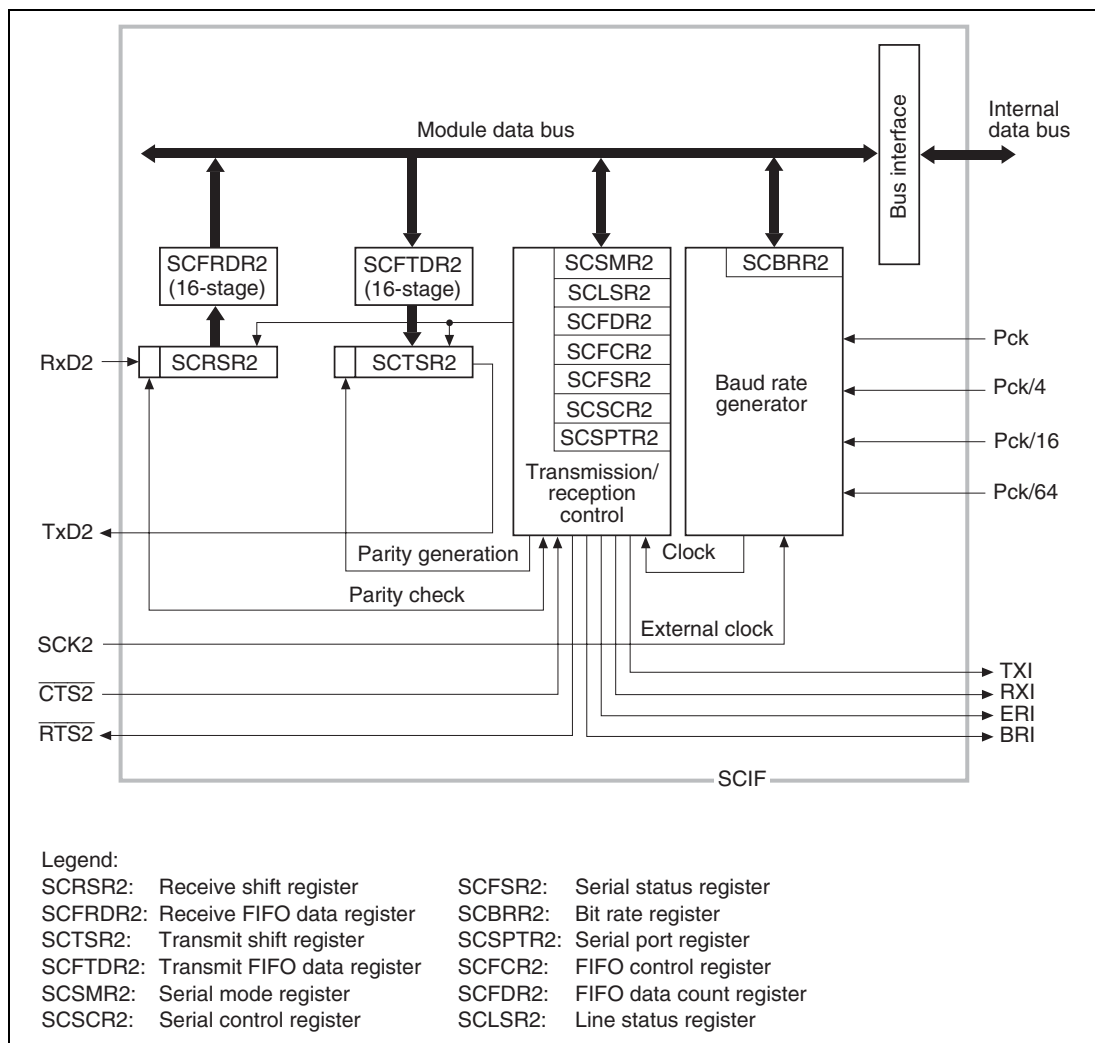 Module data bus
Bus interface
Internal
data bus
SCFRDR2
(16-stage)
SCFTDR2
(16-stage)
SCSMR2
SCLSR2
SCFDR2
SCFCR2
SCFSR2
SCSCR2
SCSPTR2
Transmission/
reception
control
SCBRR2
Baud rate
generator
RxD2
SCRSR2
SCTSR2
Pck
Pck/4
Pck/16
Pck/64
TxD2
Parity generation
Clock
Parity check
SCK2
External clock
CTS2
RTS2
TXI
RXI
ERI
BRI
SCIF
Legend:
SCRSR2: Receive shift register
SCFRDR2: Receive FIFO data register
SCTSR2: Transmit shift register
SCFTDR2: Transmit FIFO data register
SCSMR2: Serial mode register
SCSCR2: Serial control register
SCFSR2: Serial status register
SCBRR2: Bit rate register
SCSPTR2: Serial port register
SCFCR2: FIFO control register
SCFDR2: FIFO data count register
SCLSR2: Line status register